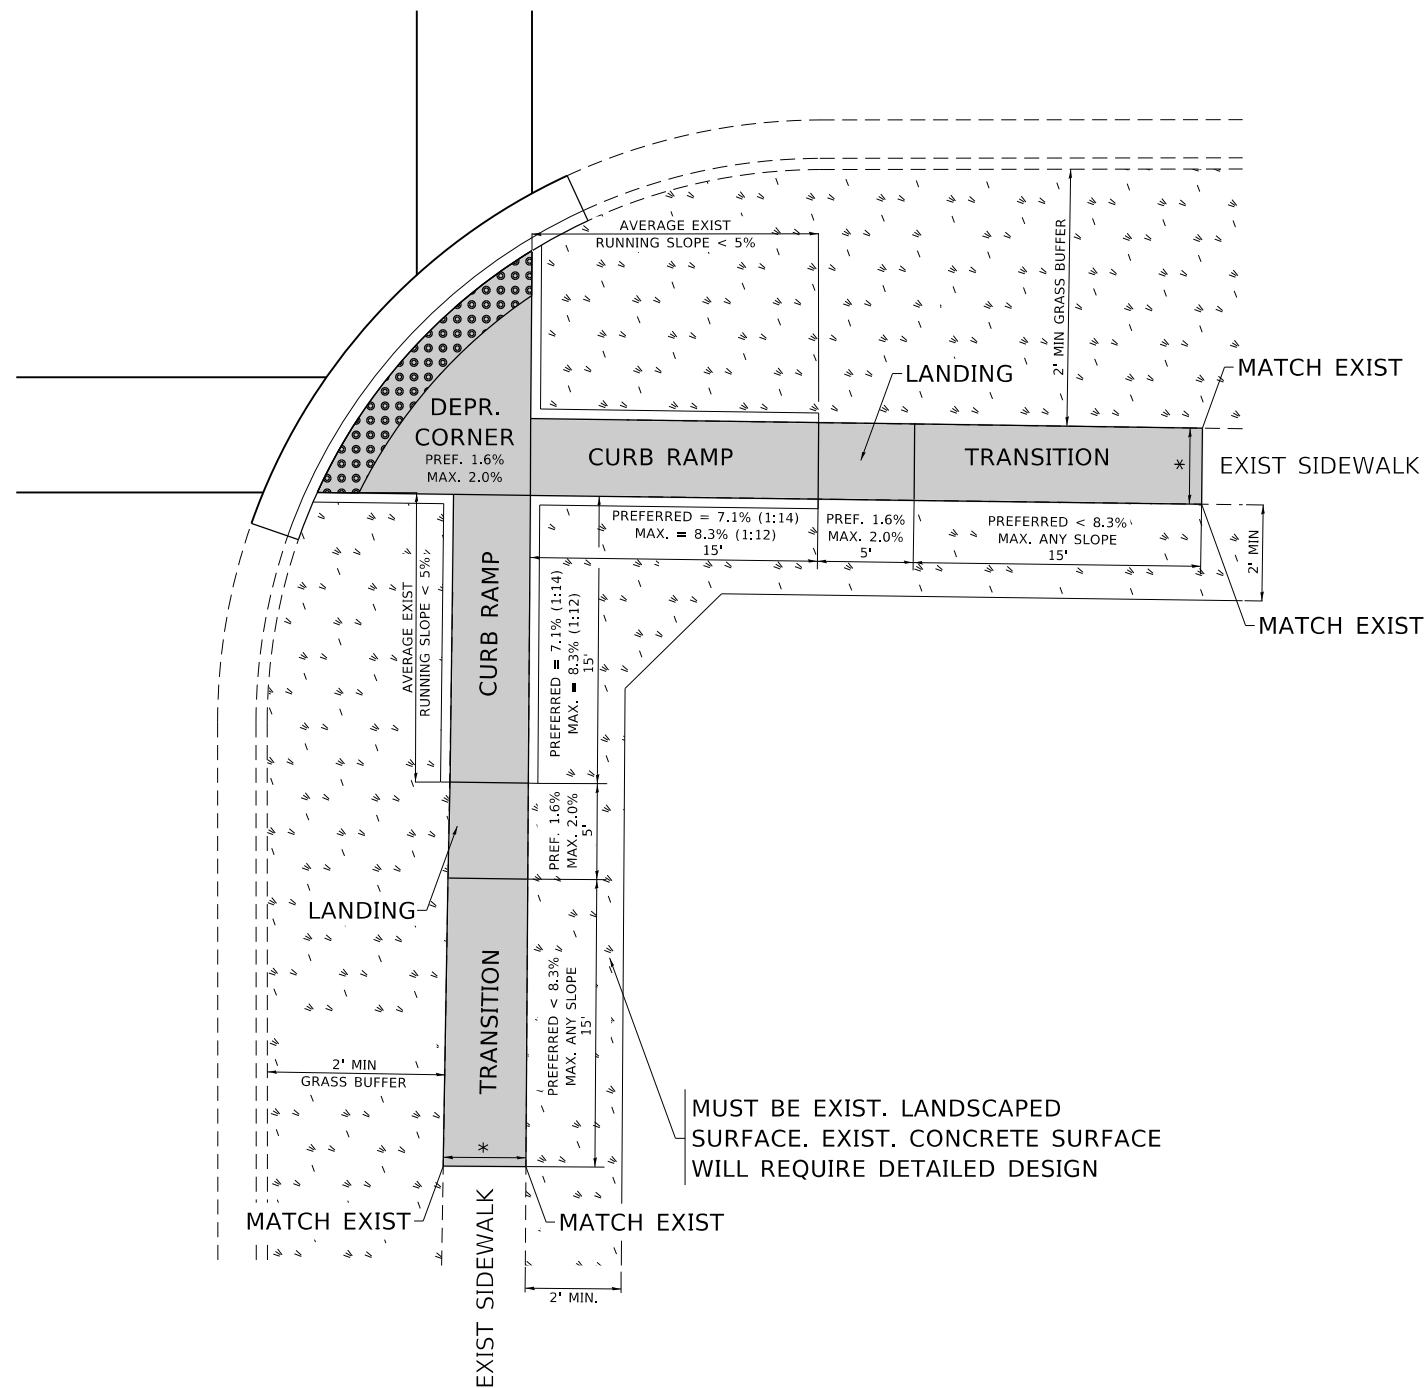 AVERAGE EXIST
RUNNING SLOPE < 5%
2' MIN GRASS BUFFER
LANDING
MATCH EXIST
DEPR.
CORNER
PREF. 1.6%
MAX. 2.0%
CURB RAMP
TRANSITION
*
EXIST SIDEWALK
PREFERRED = 7.1% (1:14)
MAX. = 8.3% (1:12)
15'
PREF. 1.6%
MAX. 2.0%
5'
PREFERRED < 8.3%
MAX. ANY SLOPE
15'
2' MIN
MATCH EXIST
AVERAGE EXIST
RUNNING SLOPE < 5%
CURB RAMP
PREFERRED = 7.1% (1:14)
MAX. = 8.3% (1:12)
15'
PREF. 1.6%
MAX. 2.0%
5'
LANDING
TRANSITION
*
PREFERRED < 8.3%
MAX. ANY SLOPE
15'
2' MIN
GRASS BUFFER
MUST BE EXIST. LANDSCAPED
SURFACE. EXIST. CONCRETE SURFACE
WILL REQUIRE DETAILED DESIGN
MATCH EXIST
MATCH EXIST
EXIST SIDEWALK
2' MIN.